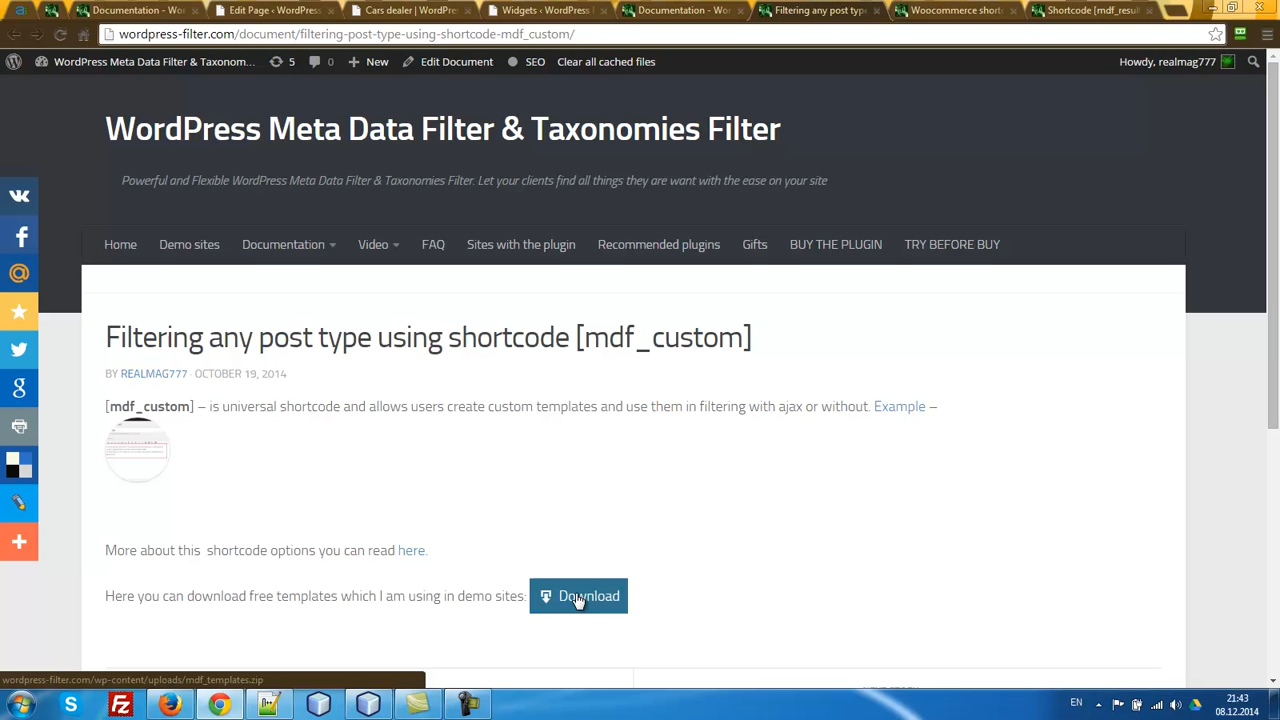 Documentation - Wo
Edit Page ‹ WordPress
Cars dealer | WordPre
Widgets ‹ WordPress
Documentation - Wo
Filtering any post type
Woocommerce short
Shortcode [mdf_resul
wordpress-filter.com/document/filtering-post-type-using-shortcode-mdf_custom/
WordPress Meta Data Filter & Taxonom... 5 0 New Edit Document SEO Clear all cached files Howdy, realmag777
WordPress Meta Data Filter & Taxonomies Filter
Powerful and Flexible WordPress Meta Data Filter & Taxonomies Filter. Let your clients find all things they are want with the ease on your site
Home Demo sites Documentation Video FAQ Sites with the plugin Recommended plugins Gifts BUY THE PLUGIN TRY BEFORE BUY
Filtering any post type using shortcode [mdf_custom]
BY REALMAG777 · OCTOBER 19, 2014
[mdf_custom] – is universal shortcode and allows users create custom templates and use them in filtering with ajax or without. Example –
More about this shortcode options you can read here.
Here you can download free templates which I am using in demo sites: Download
wordpress-filter.com/wp-content/uploads/mdf_templates.zip
EN
21:43
08.12.2014